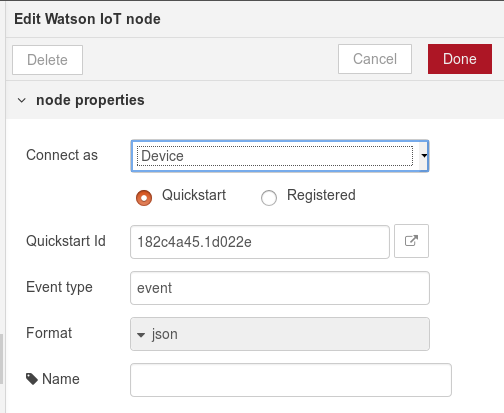 Edit Watson IoT node
Delete Cancel Done
node properties
Connect as Device
Quickstart Registered
Quickstart Id 182c4a45.1d022e
Event type event
Format json
Name